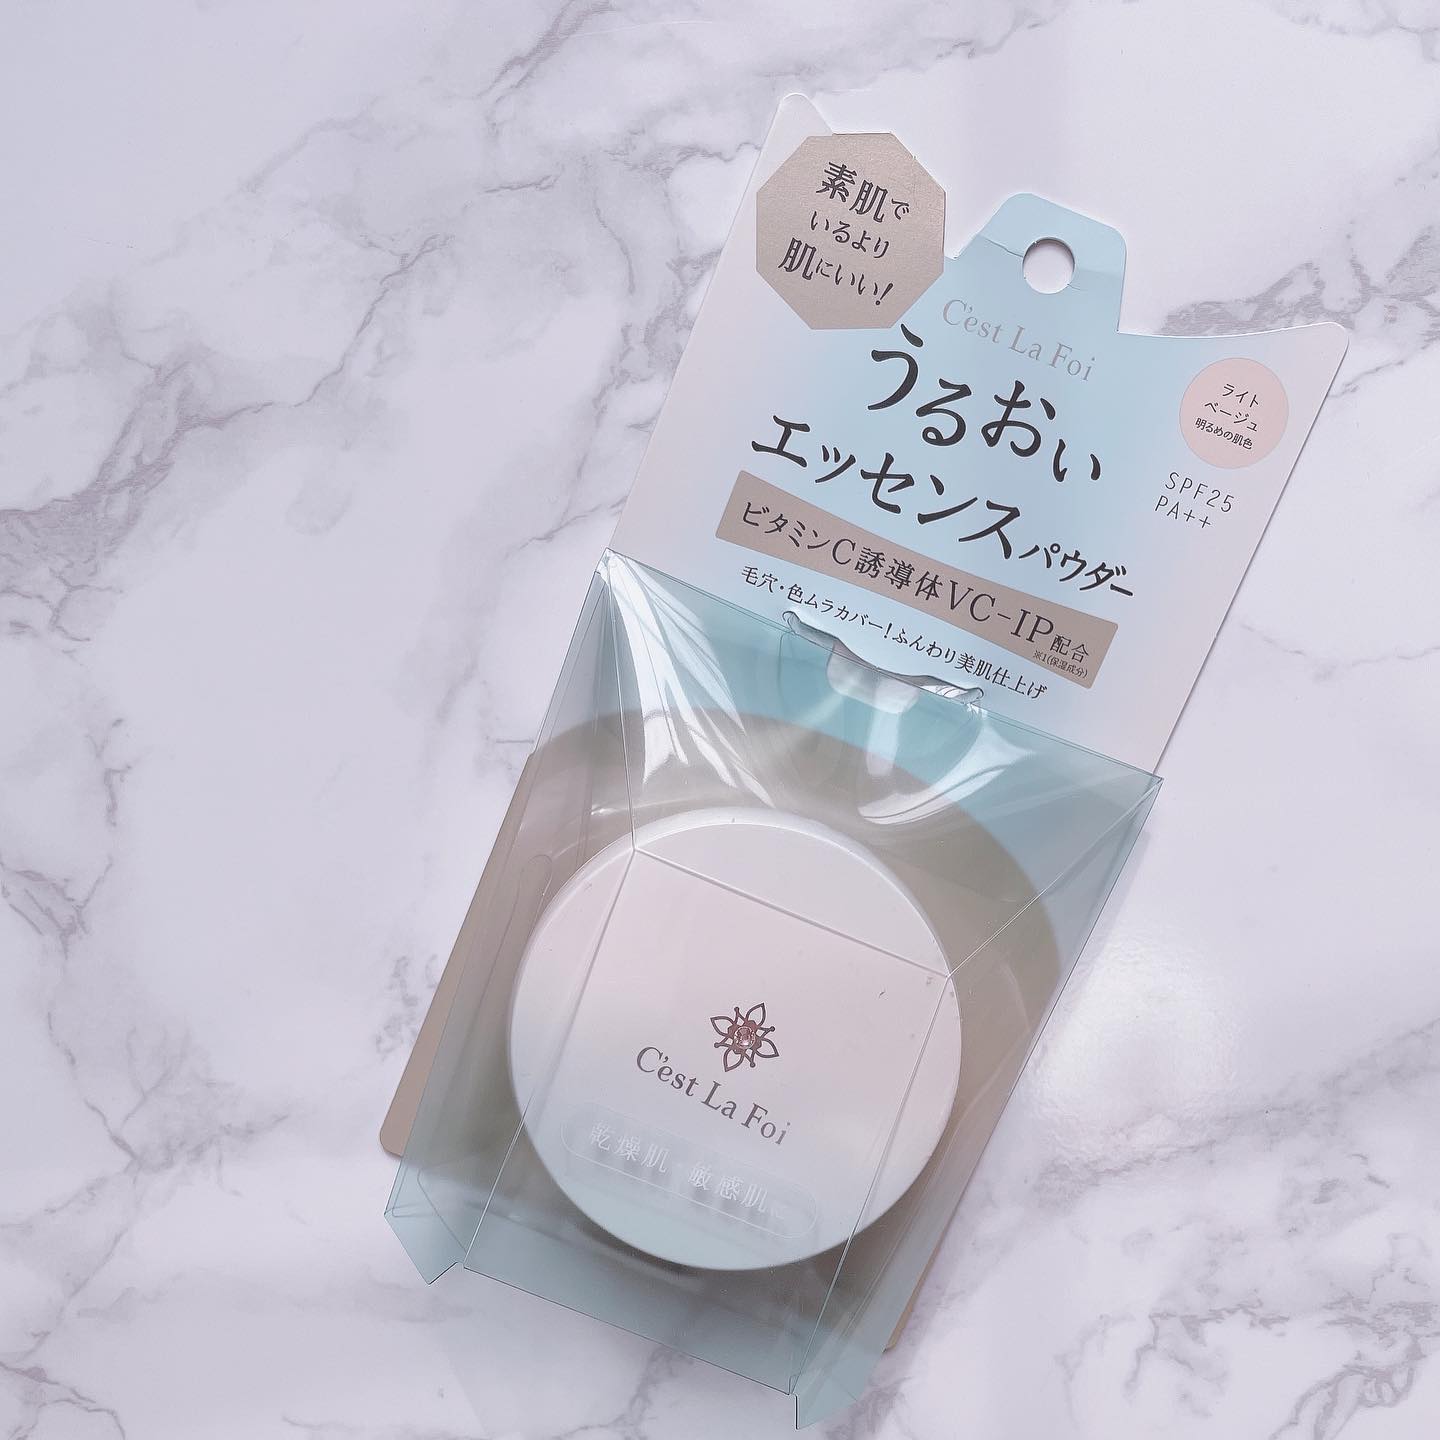 素肌で
いるより
肌にいい!
C'est La Foi
うるおい
エッセンスパウダー
ビタミンC誘導体VC-IP配合
※1(保湿成分)
毛穴・色ムラカバー!ふんわり美肌仕上げ
ライト
ベージュ
明るめの肌色
SPF25
PA++
C'est La Foi
乾燥肌・敏感肌に